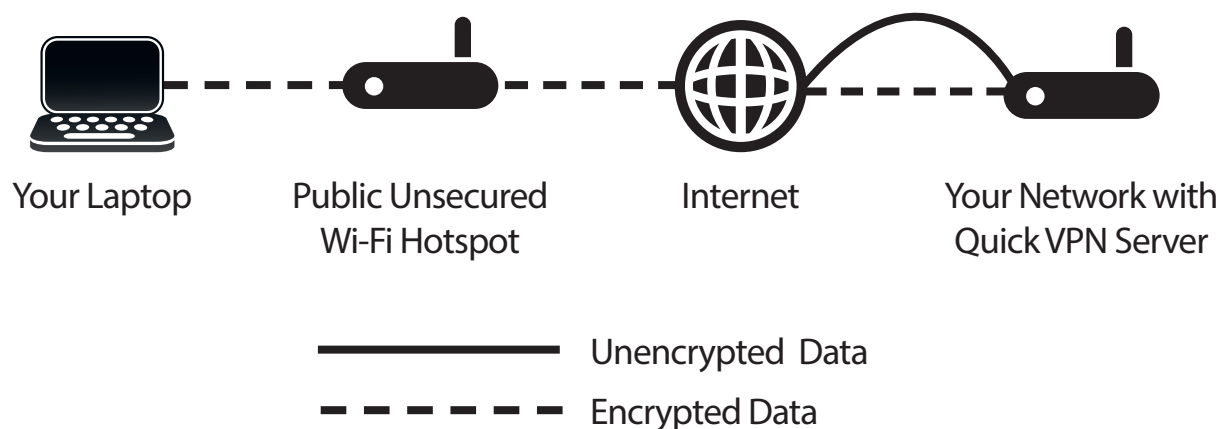 Your Laptop
Public Unsecured
Wi-Fi Hotspot
Internet
Your Network with
Quick VPN Server
Unencrypted Data
Encrypted Data